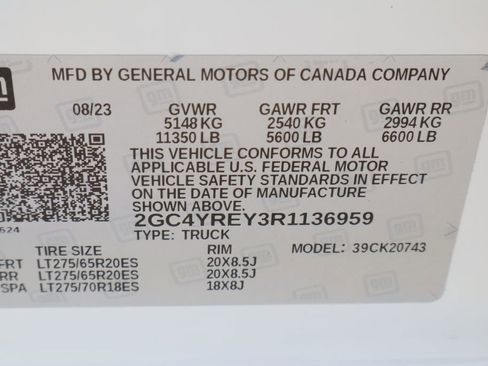 gm
MFD BY GENERAL MOTORS OF CANADA COMPANY
08/23 GVWR GAWR FRT GAWR RR
5148 KG 2540 KG 2994 KG
11350 LB 5600 LB 6600 LB
THIS VEHICLE CONFORMS TO ALL
APPLICABLE U.S. FEDERAL MOTOR
VEHICLE SAFETY STANDARDS IN EFFECT
ON THE DATE OF MANUFACTURE
SHOWN ABOVE.
2GC4YREY3R1136959
TYPE: TRUCK MODEL: 39CK20743
624
TIRE SIZE RIM
FRT LT275/65R20ES 20X8.5J
RR LT275/65R20ES 20X8.5J
SPA LT275/70R18ES 18X8J